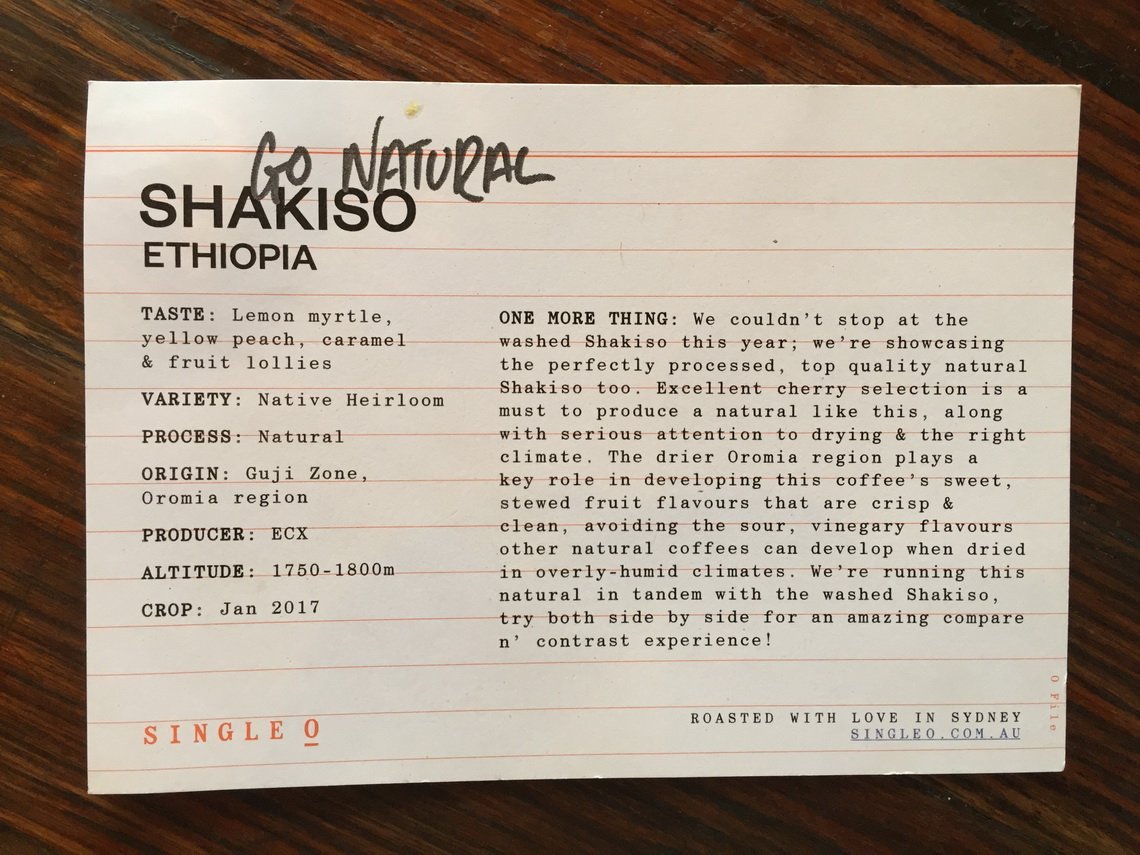 GO NATURAL
SHAKISO
ETHIOPIA
TASTE: Lemon myrtle,
yellow peach, caramel
& fruit lollies
VARIETY: Native Heirloom
PROCESS: Natural
ORIGIN: Guji Zone,
Oromia region
PRODUCER: ECX
ALTITUDE: 1750-1800m
CROP: Jan 2017
ONE MORE THING: We couldn't stop at the
washed Shakiso this year; we're showcasing
the perfectly processed, top quality natural
Shakiso too. Excellent cherry selection is a
must to produce a natural like this, along
with serious attention to drying & the right
climate. The drier Oromia region plays a
key role in developing this coffee's sweet,
stewed fruit flavours that are crisp &
clean, avoiding the sour, vinegary flavours
other natural coffees can develop when dried
in overly-humid climates. We're running this
natural in tandem with the washed Shakiso,
try both side by side for an amazing compare
n' contrast experience!
SINGLE O
ROASTED WITH LOVE IN SYDNEY
SINGLEO.COM.AU
O File